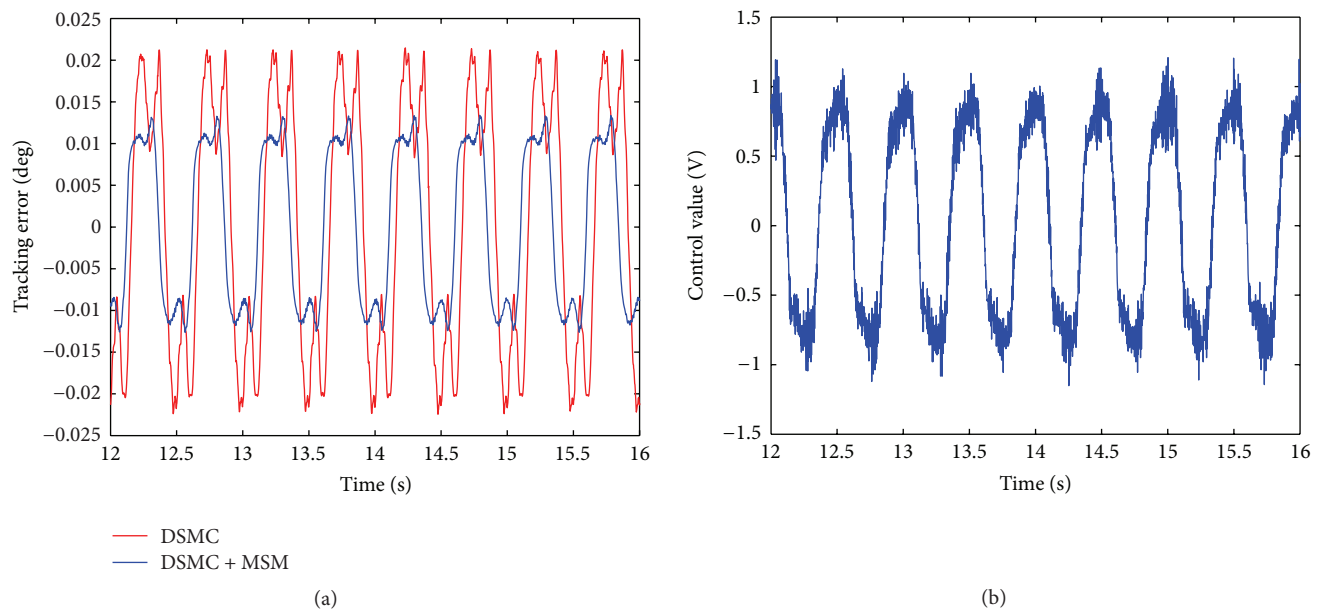 0.025
0.02
0.015
0.01
0.005
0
−0.005
−0.01
−0.015
−0.02
−0.025
Tracking error (deg)
12 12.5 13 13.5 14 14.5 15 15.5 16
Time (s)
DSMC
DSMC + MSM
(a)
1.5
1
0.5
0
−0.5
−1
−1.5
Control value (V)
12 12.5 13 13.5 14 14.5 15 15.5 16
Time (s)
(b)